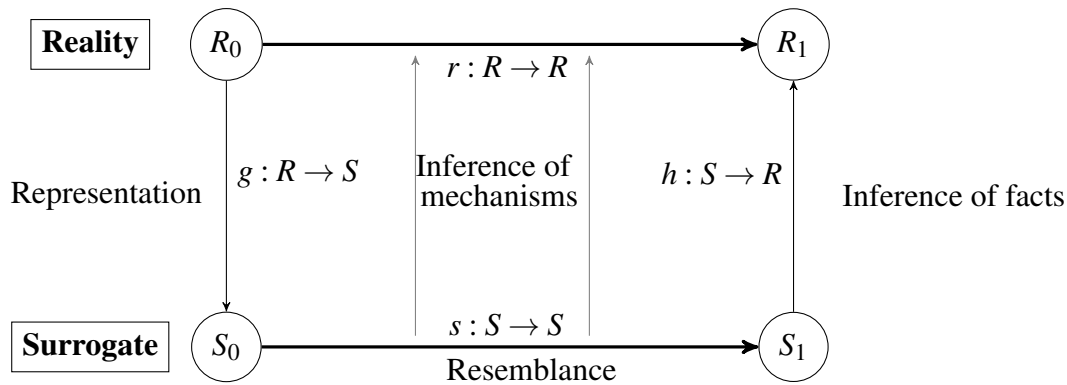 Reality
R₀
R₁
r : R → R
g : R → S
Inference of
mechanisms
h : S → R
Representation
Inference of facts
s : S → S
Surrogate
S₀
S₁
Resemblance